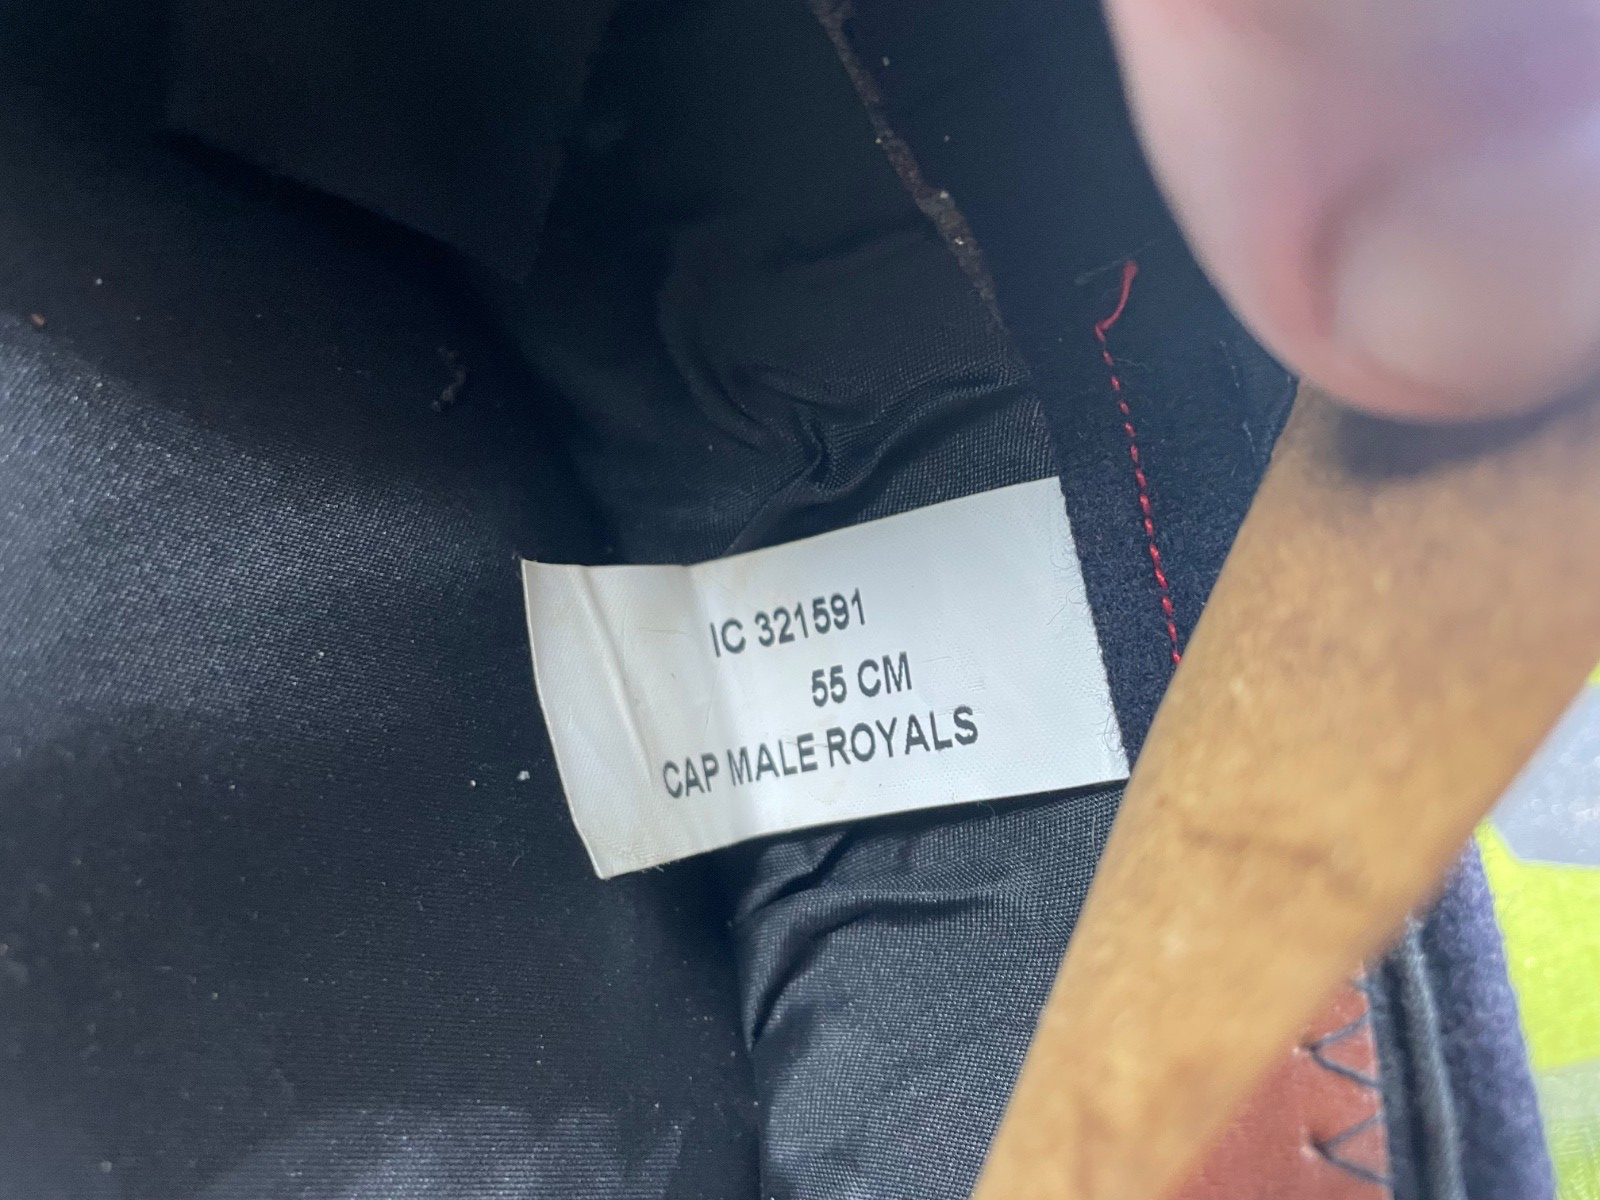 IC 321591
55 CM
CAP MALE ROYALS